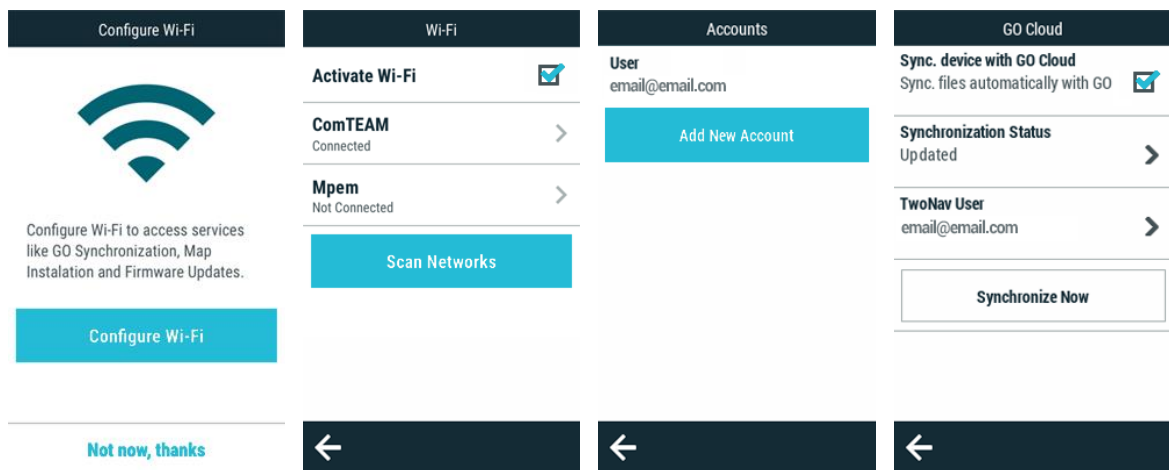 Configure Wi-Fi
Configure Wi-Fi to access services
like GO Synchronization, Map
Instalation and Firmware Updates.
Configure Wi-Fi
Not now, thanks
Wi-Fi
Activate Wi-Fi
ComTEAM
Connected
Mpem
Not Connected
Scan Networks
Accounts
User
email@email.com
Add New Account
GO Cloud
Sync. device with GO Cloud
Sync. files automatically with GO
Synchronization Status
Updated
TwoNav User
email@email.com
Synchronize Now